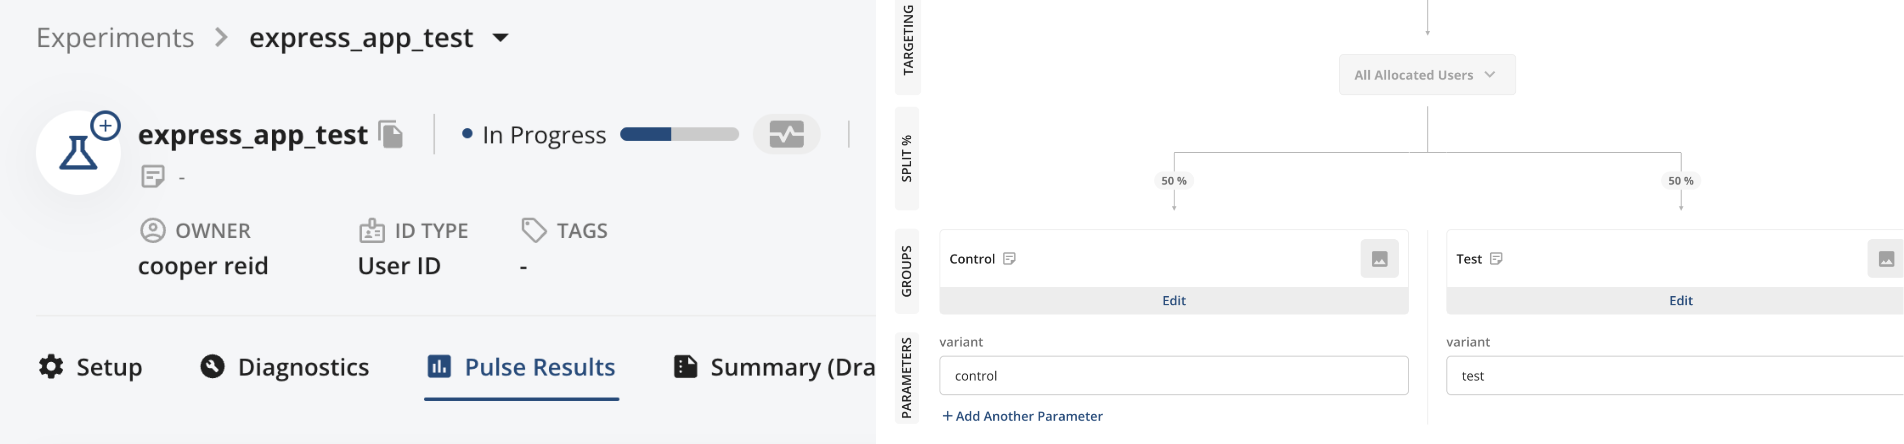 Experiments > express_app_test
express_app_test
In Progress
-
OWNER
cooper reid
ID TYPE
User ID
TAGS
-
Setup
Diagnostics
Pulse Results
Summary (Dra
TARGETING
All Allocated Users
SPLIT %
50 %
50 %
GROUPS
Control
Edit
Test
Edit
PARAMETERS
variant
control
+ Add Another Parameter
variant
test